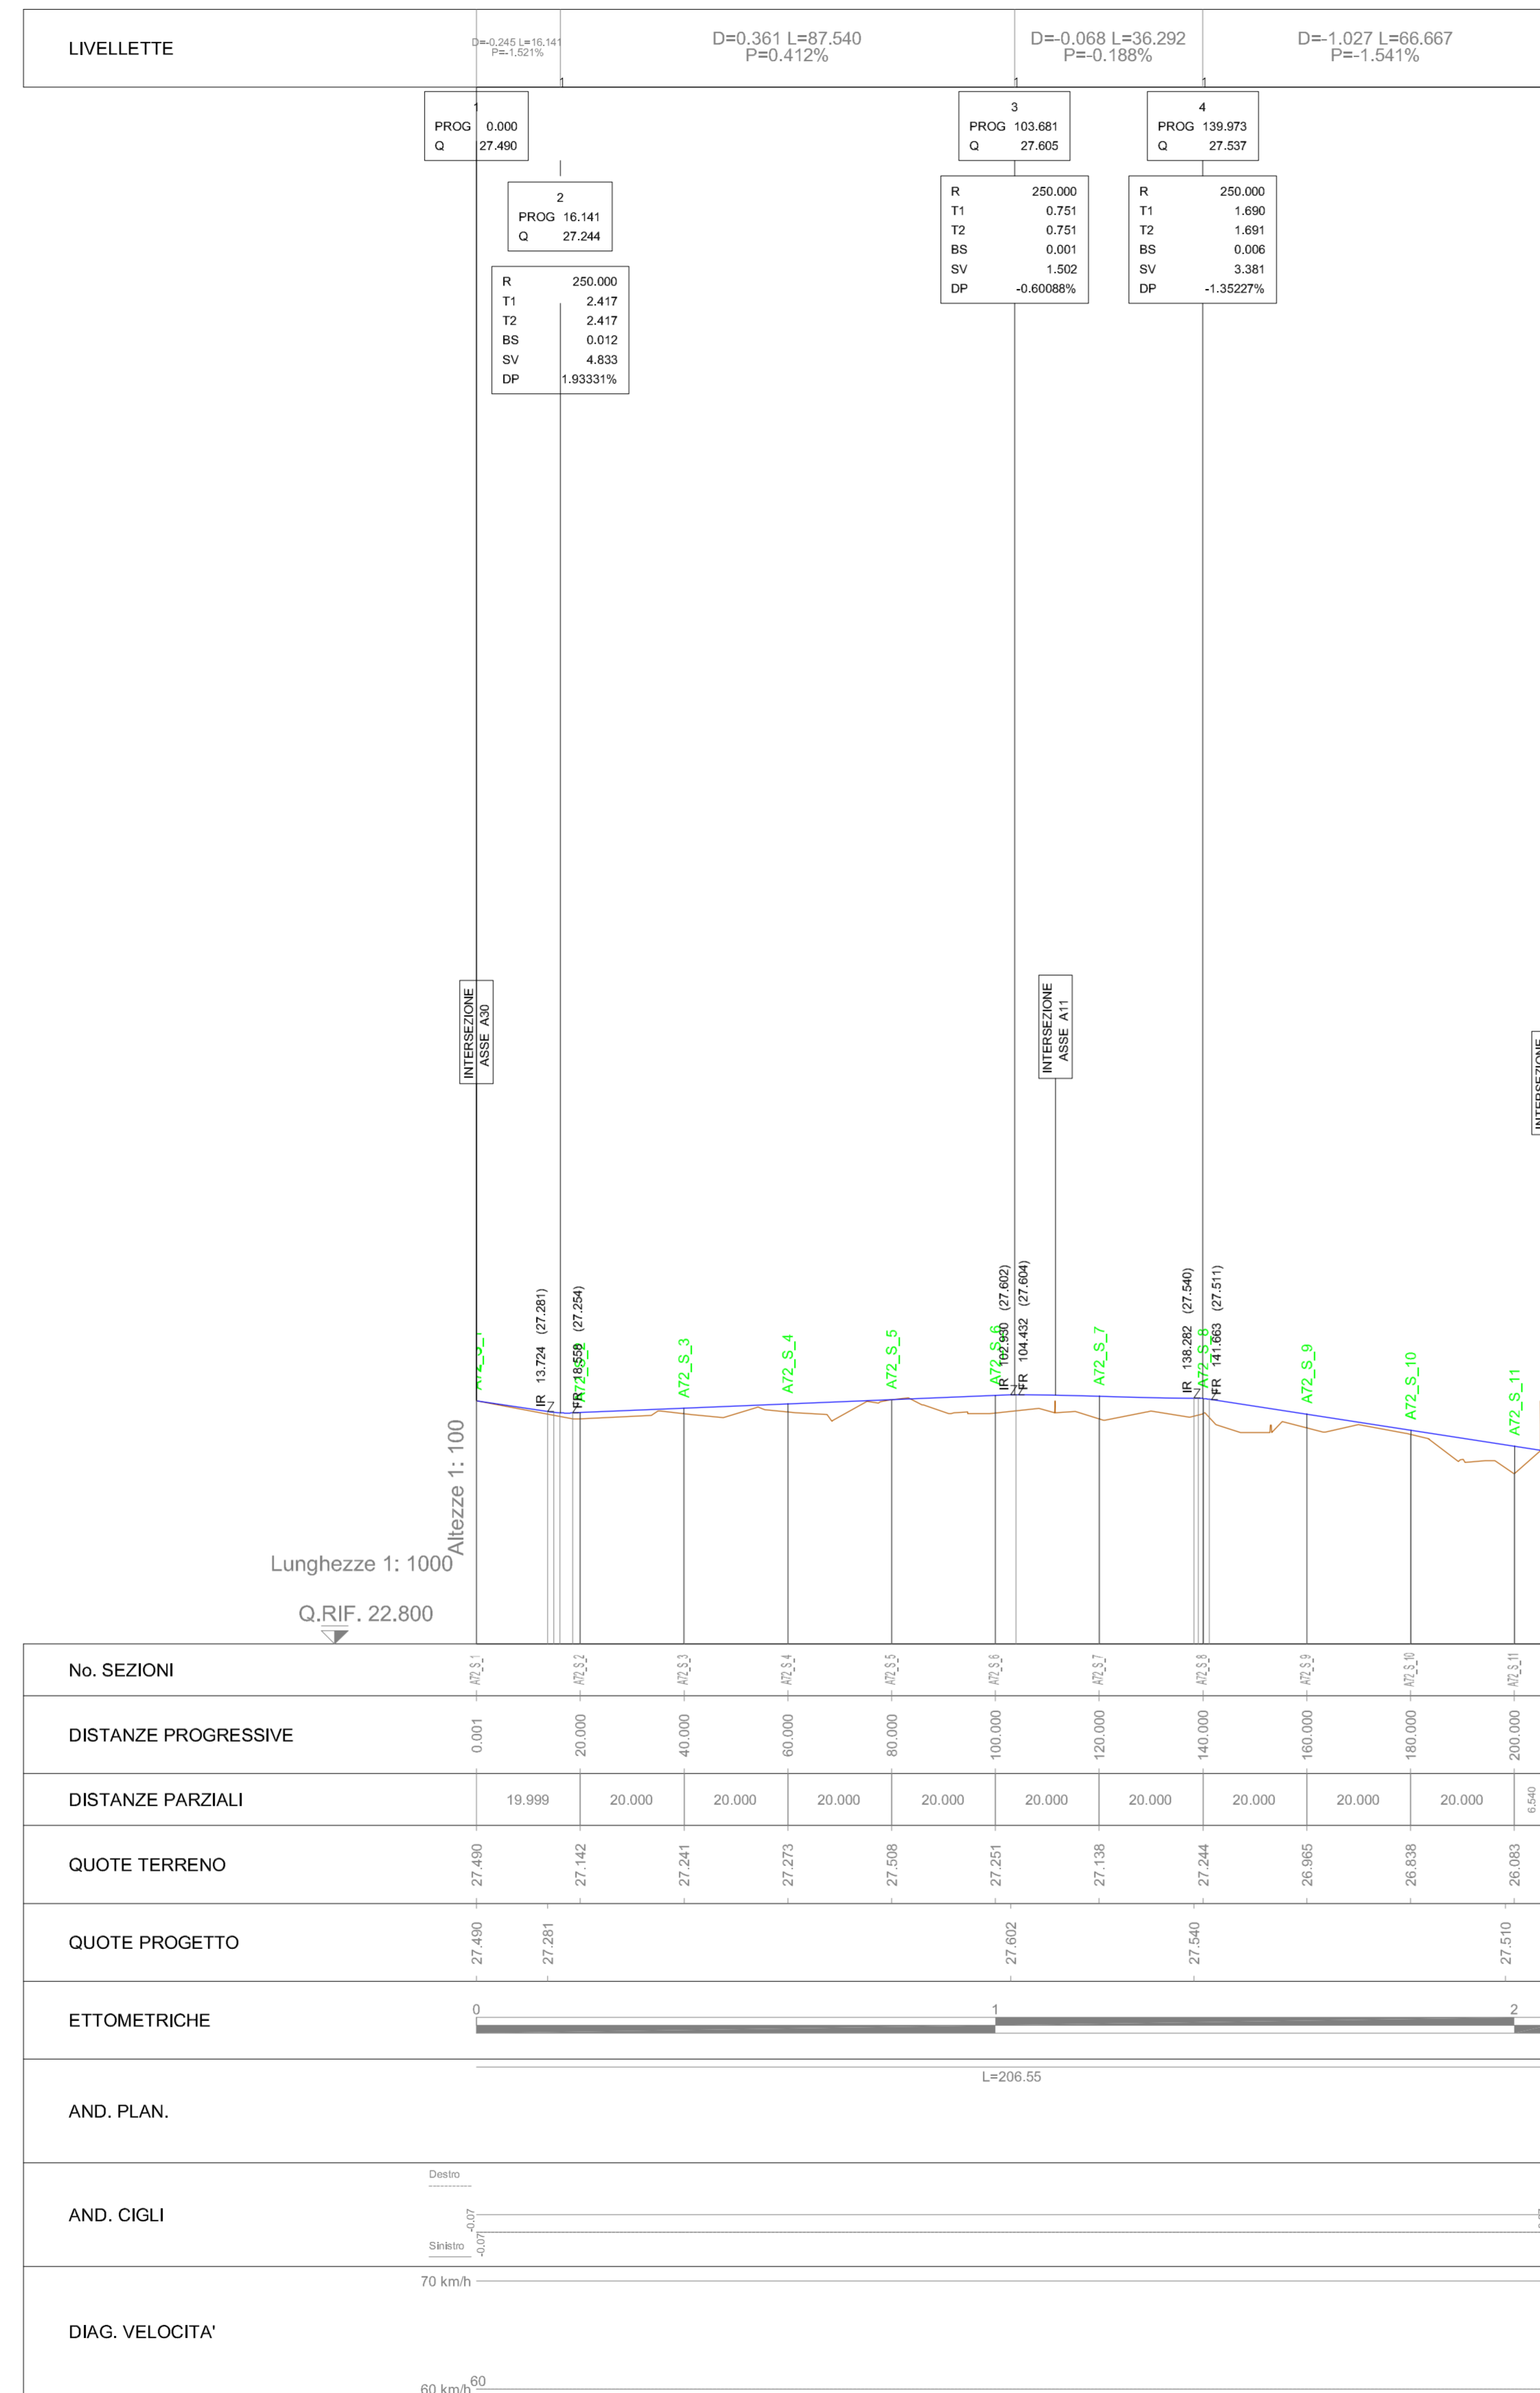 LIVELLETTE
D=-0.245 L=16.141
P=-1.521%
D=0.361 L=87.540
P=0.412%
D=-0.068 L=36.292
P=-0.188%
D=-1.027 L=66.667
P=-1.541%
1
1
1
1
PROG 0.000
Q 27.490
2
PROG 16.141
Q 27.244
R 250.000
T1 2.417
T2 2.417
BS 0.012
SV 4.833
DP 1.93331%
3
PROG 103.681
Q 27.605
R 250.000
T1 0.751
T2 0.751
BS 0.001
SV 1.502
DP -0.60088%
4
PROG 139.973
Q 27.537
R 250.000
T1 1.690
T2 1.691
BS 0.006
SV 3.381
DP -1.35227%
INTERSEZIONE
ASSE A30
INTERSEZIONE
ASSE A11
INTERSEZIONE
A72_S_1
IR 13.724 (27.281)
FR 18.558 (27.254)
A72_S_2
A72_S_3
A72_S_4
A72_S_5
A72_S_6
IR 102.930 (27.602)
FR 104.432 (27.604)
A72_S_7
IR 138.282 (27.540)
A72_S_8
FR 141.663 (27.511)
A72_S_9
A72_S_10
A72_S_11
Altezze 1: 100
Lunghezze 1: 1000
Q.RIF. 22.800
No. SEZIONI
A72_S_1 A72_S_2 A72_S_3 A72_S_4 A72_S_5 A72_S_6 A72_S_7 A72_S_8 A72_S_9 A72_S_10 A72_S_11
DISTANZE PROGRESSIVE
0.001 20.000 40.000 60.000 80.000 100.000 120.000 140.000 160.000 180.000 200.000
DISTANZE PARZIALI
19.999 20.000 20.000 20.000 20.000 20.000 20.000 20.000 20.000 20.000 6.540
QUOTE TERRENO
27.490 27.142 27.241 27.273 27.508 27.251 27.138 27.244 26.965 26.838 26.083
QUOTE PROGETTO
27.490 27.281 27.602 27.540 27.510
ETTOMETRICHE
0 1 2
AND. PLAN.
L=206.55
AND. CIGLI
Destro
-0.07
-0.07
Sinistro
DIAG. VELOCITA'
70 km/h
60 km/h
60